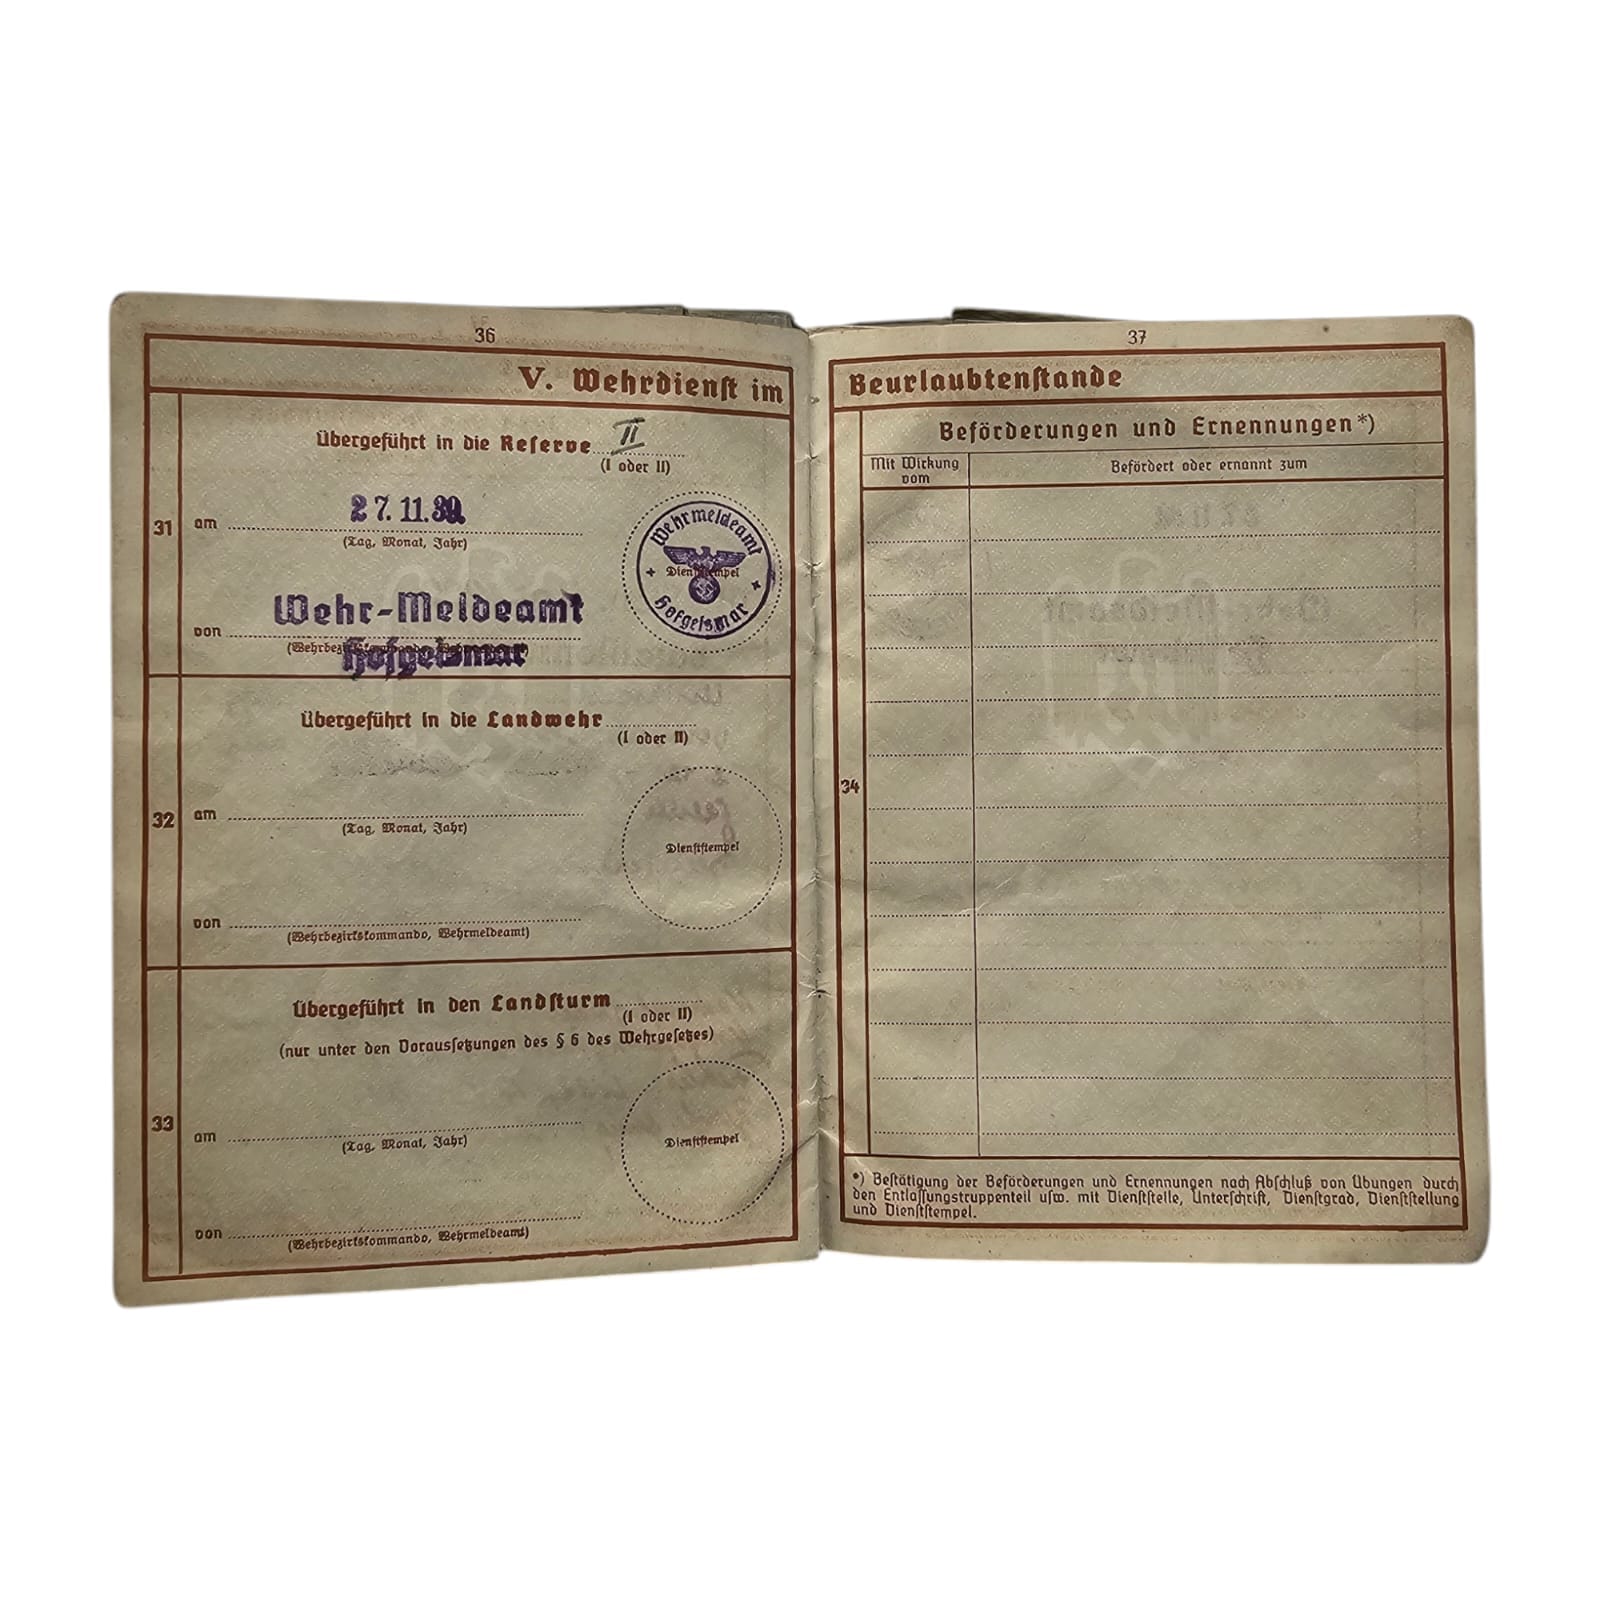 36
V. Wehrdienst im
Übergeführt in die Reserve II
(I oder II)
31
am 27.11.39.
(Tag, Monat, Jahr)
Wehrmeldeamt
Dienststempel
Hofgeismar
Wehr-Meldeamt
von
(Wehrbezirkskommando, Wehrmeldeamt)
Hofgeismar
Übergeführt in die Landwehr
(I oder II)
32
am
(Tag, Monat, Jahr)
Dienststempel
von
(Wehrbezirkskommando, Wehrmeldeamt)
Übergeführt in den Landsturm
(I oder II)
(nur unter den Voraussetzungen des § 6 des Wehrgesetzes)
33
am
(Tag, Monat, Jahr)
Dienststempel
von
(Wehrbezirkskommando, Wehrmeldeamt)
37
Beurlaubtenstande
Beförderungen und Ernennungen*)
Mit Wirkung
vom
Befördert oder ernannt zum
34
*) Bestätigung der Beförderungen und Ernennungen nach Abschluß von Übungen durch
den Entlassungstruppenteil usw. mit Dienststelle, Unterschrift, Dienstgrad, Dienststellung
und Dienststempel.